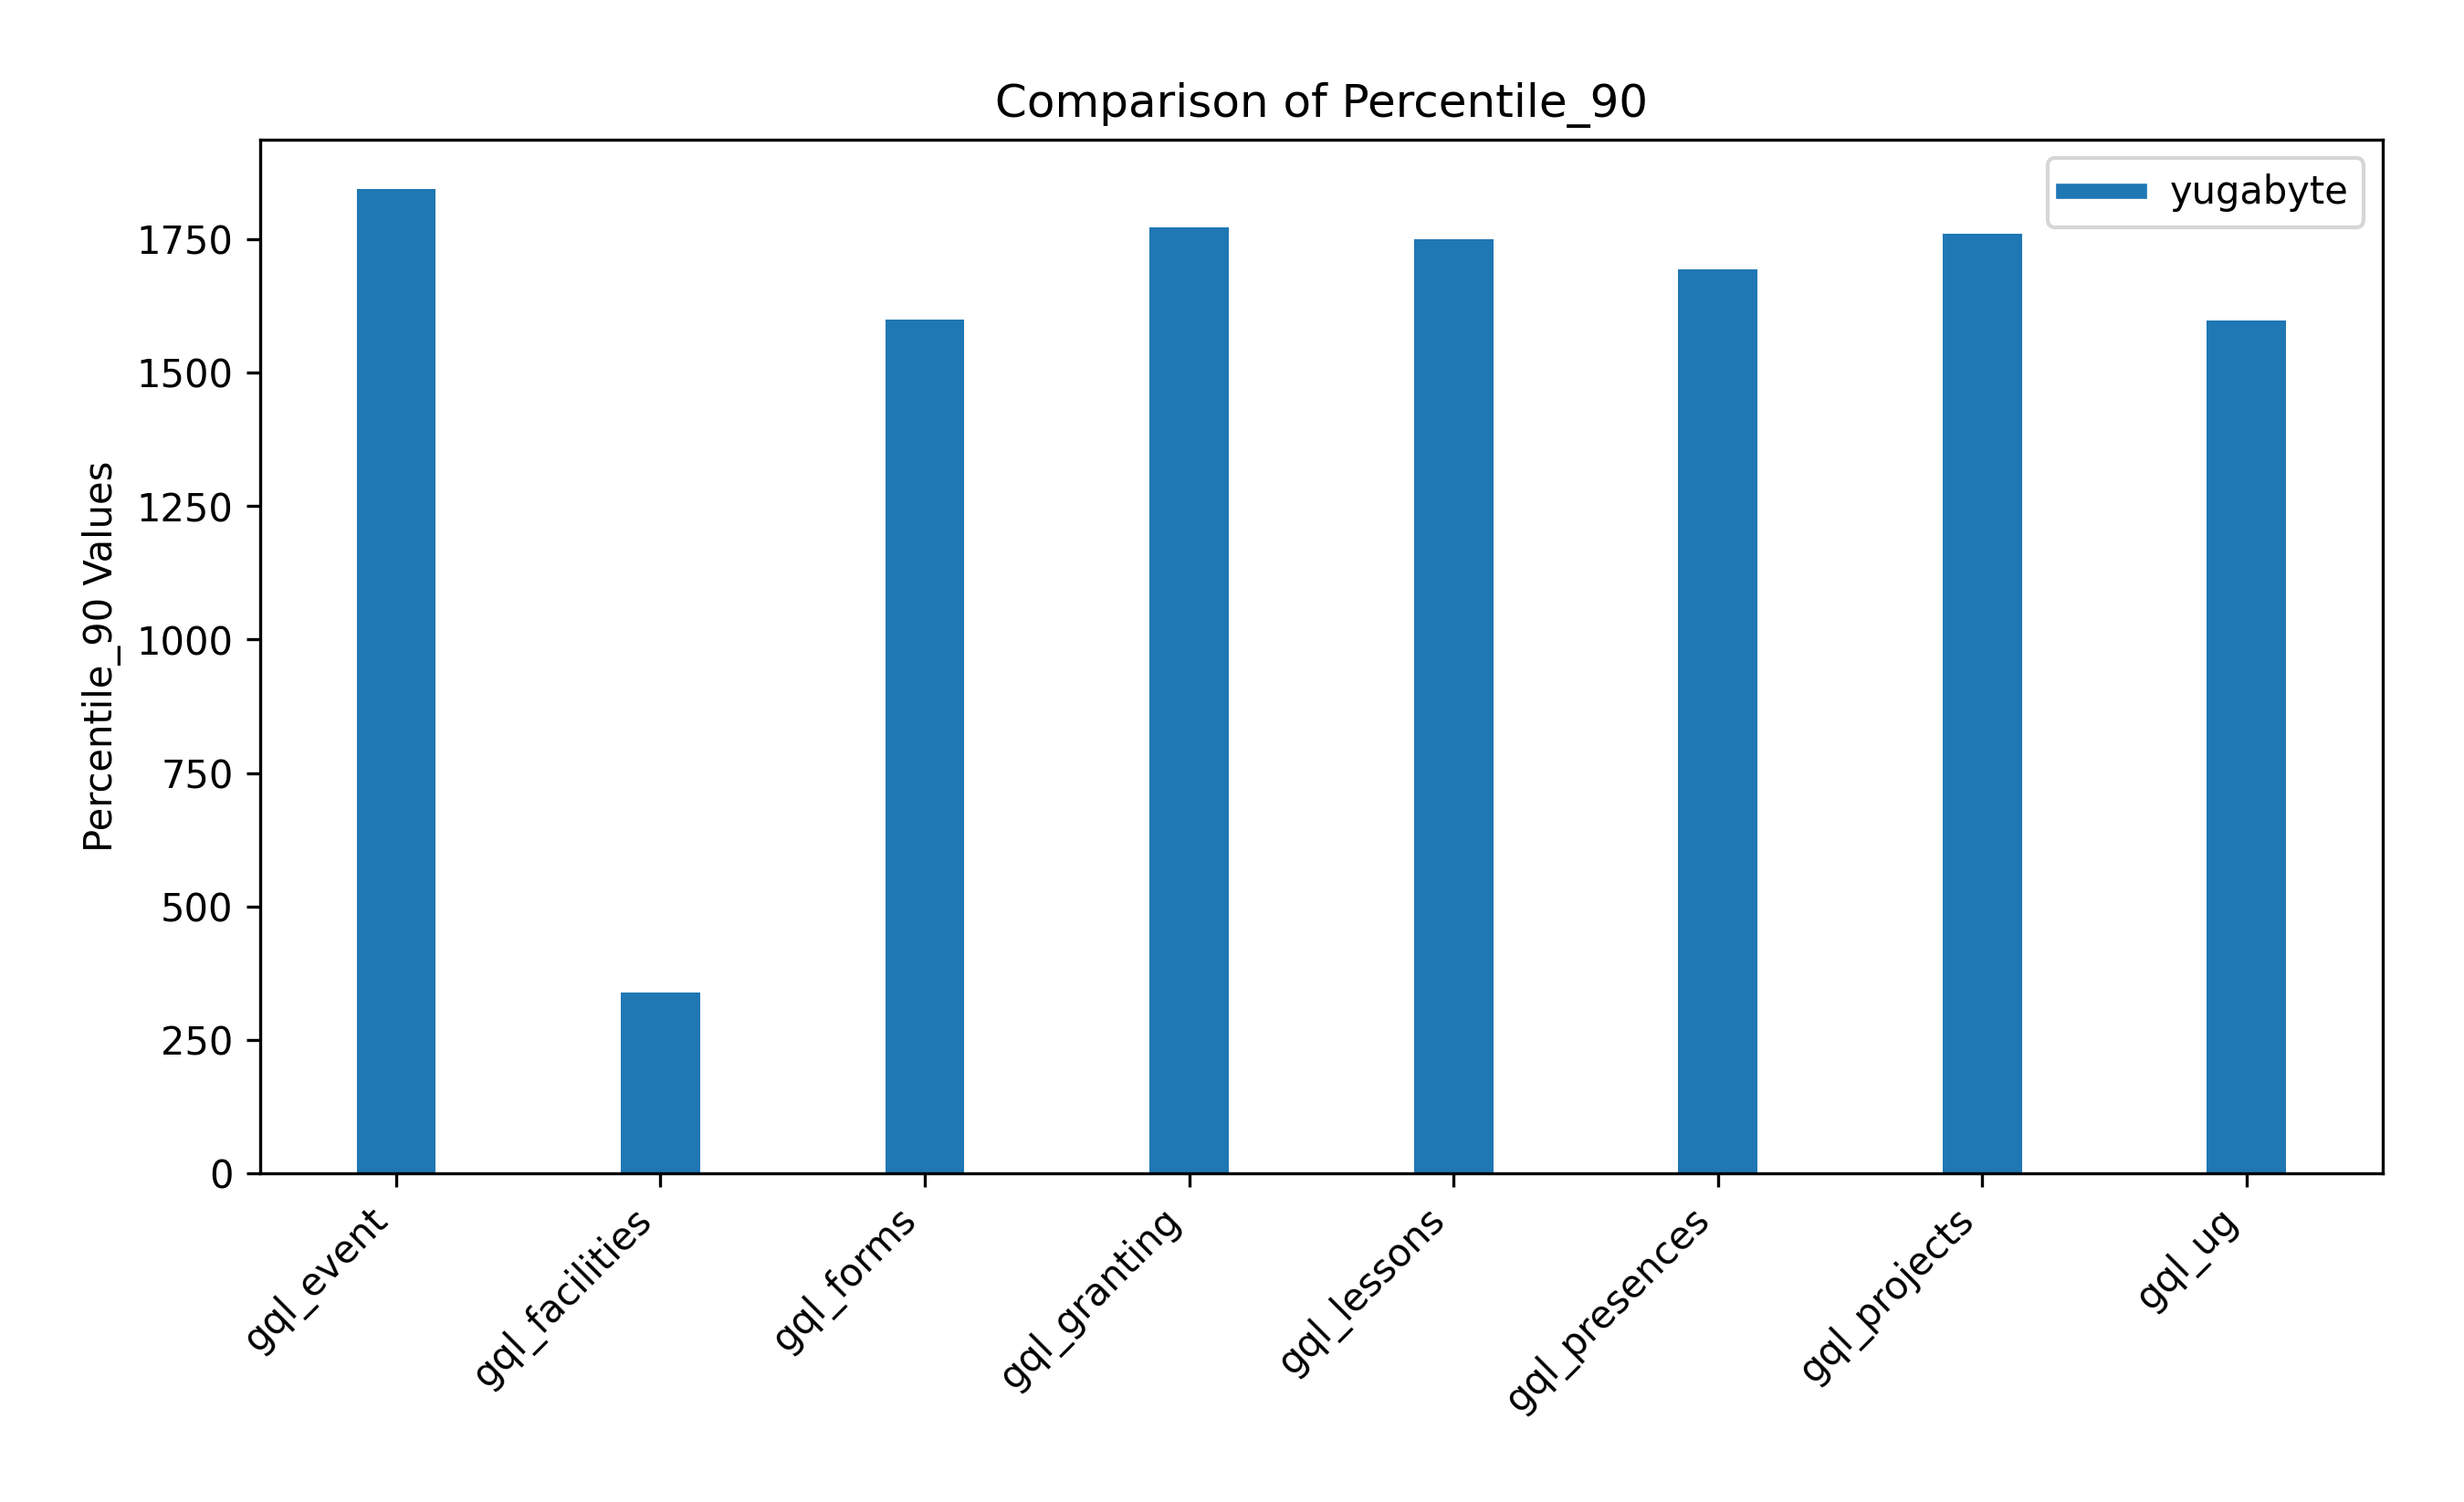 Comparison of Percentile_90
yugabyte
Percentile_90 Values
1750
1500
1250
1000
750
500
250
0
gql_event
gql_facilities
gql_forms
gql_granting
gql_lessons
gql_presences
gql_projects
gql_ug